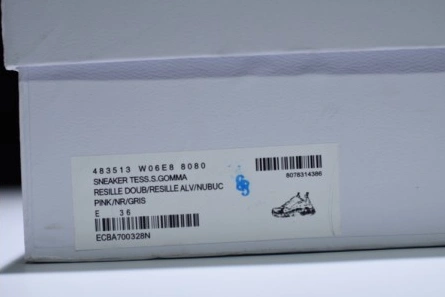 483513 W06E8 8080
SNEAKER TESS.S.GOMMA
RESILLE DOUB/RESILLE ALV/NUBUC
PINK/NR/GRIS
E 36
ECBA700328N
8078314386